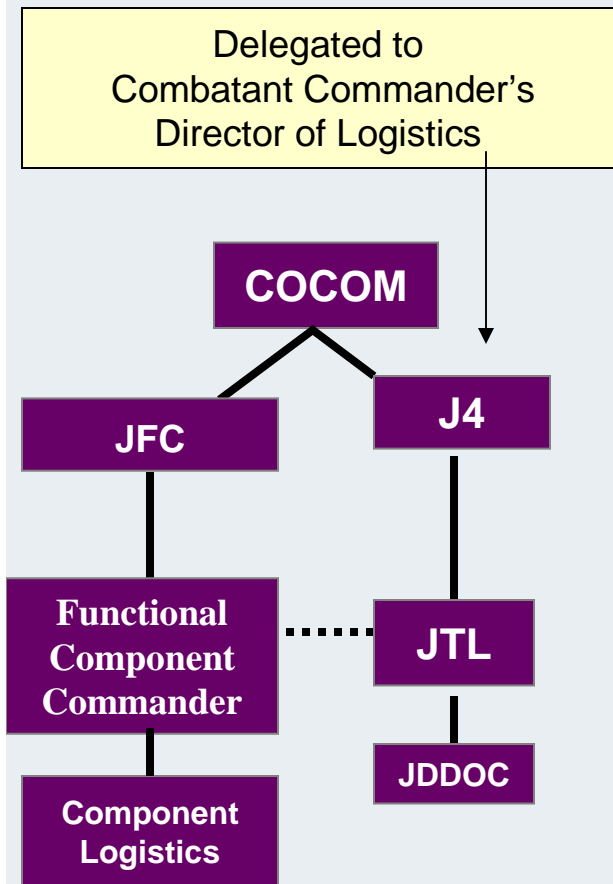 Delegated to
Combatant Commander's
Director of Logistics
COCOM
JFC
J4
Functional
Component
Commander
JTL
JDDOC
Component
Logistics